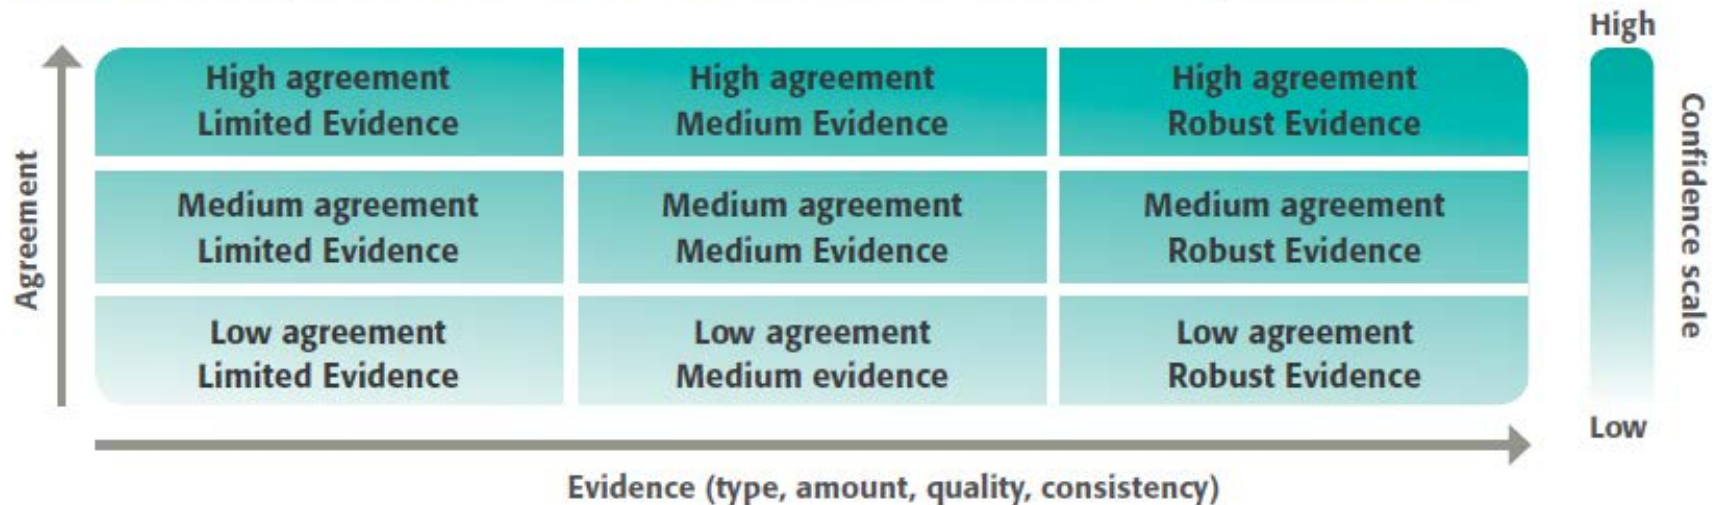 High
High agreement
Limited Evidence
High agreement
Medium Evidence
High agreement
Robust Evidence
Medium agreement
Limited Evidence
Medium agreement
Medium Evidence
Medium agreement
Robust Evidence
Low agreement
Limited Evidence
Low agreement
Medium evidence
Low agreement
Robust Evidence
Agreement
Confidence scale
Low
Evidence (type, amount, quality, consistency)